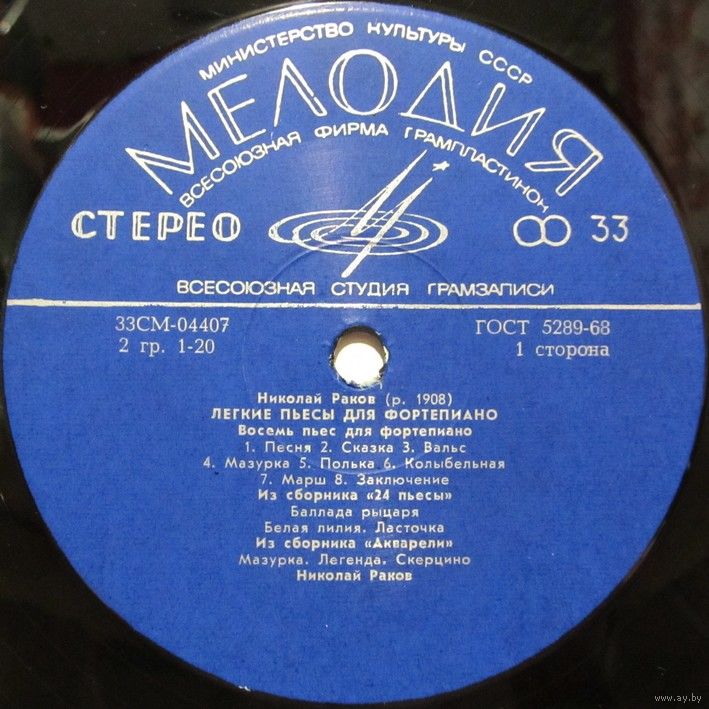 МИНИСТЕРСТВО КУЛЬТУРЫ СССР
МЕЛОДИЯ
ВСЕСОЮЗНАЯ ФИРМА ГРАМПЛАСТИНОК
СТЕРЕО 33
ВСЕСОЮЗНАЯ СТУДИЯ ГРАМЗАПИСИ
33СМ-04407 ГОСТ 5289-68
2 гр. 1-20 1 сторона
Николай Раков (р. 1908)
ЛЕГКИЕ ПЬЕСЫ ДЛЯ ФОРТЕПИАНО
Восемь пьес для фортепиано
1. Песня 2. Сказка 3. Вальс
4. Мазурка 5. Полька 6. Колыбельная
7. Марш 8. Заключение
Из сборника «24 пьесы»
Баллада рыцаря
Белая лилия. Ласточка
Из сборника «Акварели»
Мазурка. Легенда. Скерцино
Николай Раков
www.ay.by